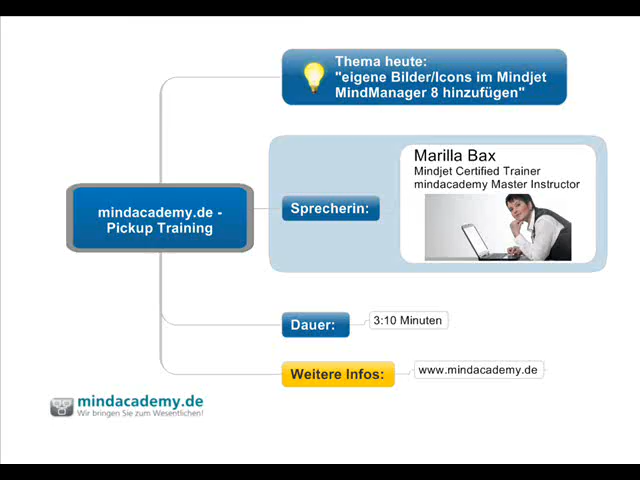 Thema heute:
"eigene Bilder/Icons im Mindjet
MindManager 8 hinzufügen"
Marilla Bax
Mindjet Certified Trainer
mindacademy Master Instructor
mindacademy.de -
Pickup Training
Sprecherin:
Dauer:
3:10 Minuten
Weitere Infos:
www.mindacademy.de
mindacademy.de
Wir bringen Sie zum Wesentlichen!